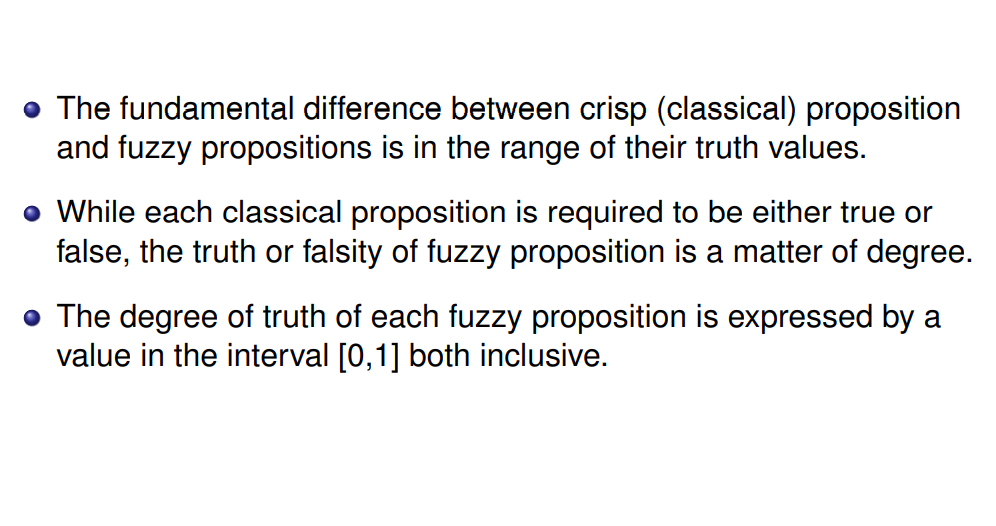 The fundamental difference between crisp (classical) proposition
and fuzzy propositions is in the range of their truth values.
While each classical proposition is required to be either true or
false, the truth or falsity of fuzzy proposition is a matter of degree.
The degree of truth of each fuzzy proposition is expressed by a
value in the interval [0,1] both inclusive.